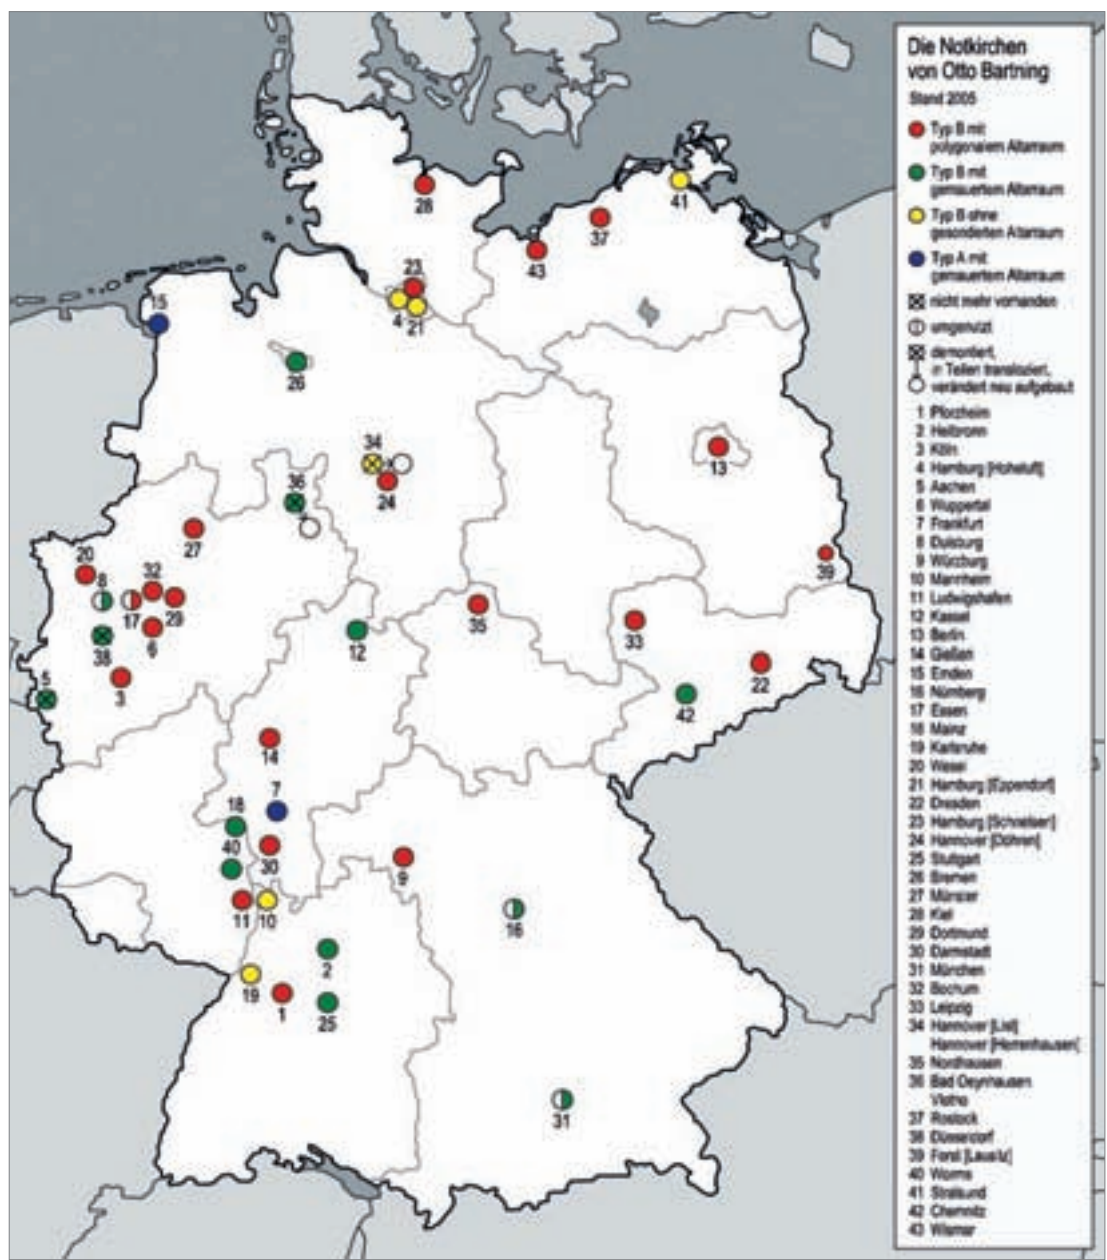 Die Notkirchen
von Otto Bartning
Stand 2005
Typ B mit
polygonalem Altarraum
Typ B mit
gemauertem Altarraum
Typ B ohne
gesonderten Altarraum
Typ A mit
gemauertem Altarraum
nicht mehr vorhanden
umgenutzt
demontiert,
in Teilen transloziert,
verändert neu aufgebaut
1 Pforzheim
2 Heilbronn
3 Köln
4 Hamburg [Hoheluft]
5 Aachen
6 Wuppertal
7 Frankfurt
8 Duisburg
9 Würzburg
10 Mannheim
11 Ludwigshafen
12 Kassel
13 Berlin
14 Gießen
15 Emden
16 Nürnberg
17 Essen
18 Mainz
19 Karlsruhe
20 Wesel
21 Hamburg [Eppendorf]
22 Dresden
23 Hamburg [Schnelsen]
24 Hannover [Döhren]
25 Stuttgart
26 Bremen
27 Münster
28 Kiel
29 Dortmund
30 Darmstadt
31 München
32 Bochum
33 Leipzig
34 Hannover [List]
Hannover [Herrenhausen]
35 Nordhausen
36 Bad Oeynhausen
Vlotho
37 Rostock
38 Düsseldorf
39 Forst [Lausitz]
40 Worms
41 Stralsund
42 Chemnitz
43 Wismar
28
41
37
43
23
4
21
15
26
34
24
13
36
27
39
20
8
32
17
29
6
38
35
33
12
5
3
22
42
14
7
18
40
30
9
11
10
16
2
19
1
25
31